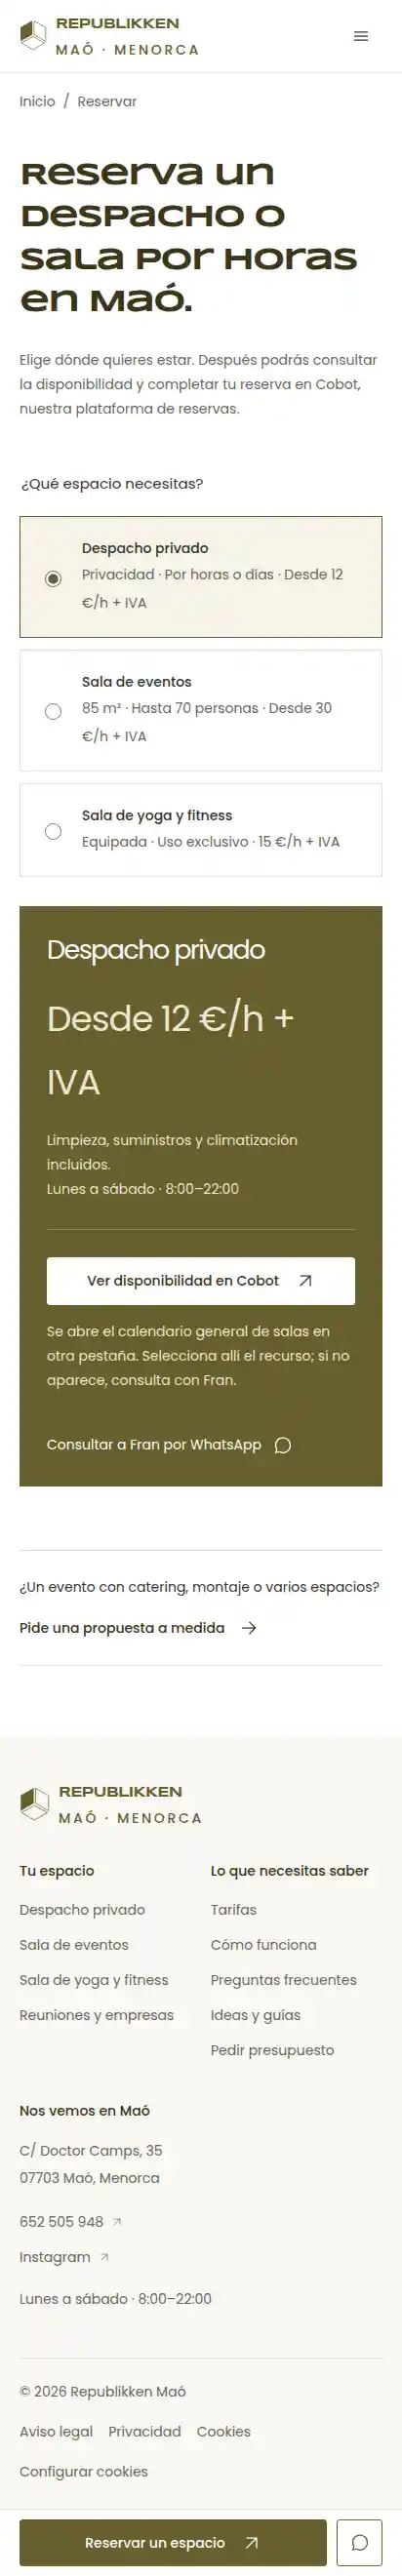 REPUBLIKKEN
MAÓ · MENORCA
Inicio / Reservar
Reserva un
despacho o
sala por horas
en Maó.
Elige dónde quieres estar. Después podrás consultar
la disponibilidad y completar tu reserva en Cobot,
nuestra plataforma de reservas.
¿Qué espacio necesitas?
Despacho privado
Privacidad · Por horas o días · Desde 12
€/h + IVA
Sala de eventos
85 m² · Hasta 70 personas · Desde 30
€/h + IVA
Sala de yoga y fitness
Equipada · Uso exclusivo · 15 €/h + IVA
Despacho privado
Desde 12 €/h +
IVA
Limpieza, suministros y climatización
incluidos.
Lunes a sábado · 8:00–22:00
Ver disponibilidad en Cobot
Se abre el calendario general de salas en
otra pestaña. Selecciona allí el recurso; si no
aparece, consulta con Fran.
Consultar a Fran por WhatsApp
¿Un evento con catering, montaje o varios espacios?
Pide una propuesta a medida
REPUBLIKKEN
MAÓ · MENORCA
Tu espacio
Despacho privado
Sala de eventos
Sala de yoga y fitness
Reuniones y empresas
Lo que necesitas saber
Tarifas
Cómo funciona
Preguntas frecuentes
Ideas y guías
Pedir presupuesto
Nos vemos en Maó
C/ Doctor Camps, 35
07703 Maó, Menorca
652 505 948
Instagram
Lunes a sábado · 8:00–22:00
© 2026 Republikken Maó
Aviso legal Privacidad Cookies
Configurar cookies
Reservar un espacio